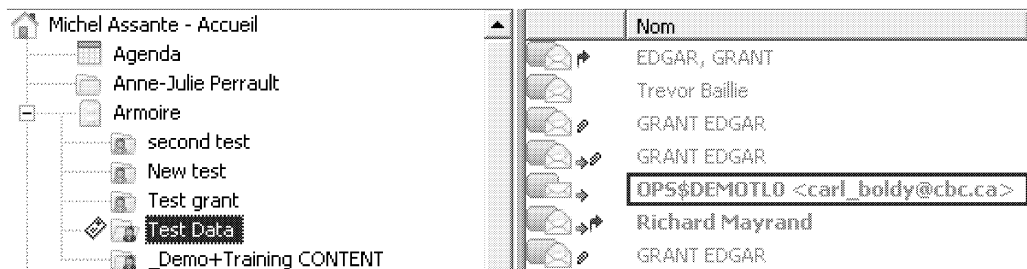 Michel Assante - Accueil
Agenda
Anne-Julie Perrault
Armoire
second test
New test
Test grant
Test Data
_Demo+Training CONTENT
Nom
EDGAR, GRANT
Trevor Baillie
GRANT EDGAR
GRANT EDGAR
OPS$DEMOTL0 <carl_boldy@cbc.ca>
Richard Mayrand
GRANT EDGAR